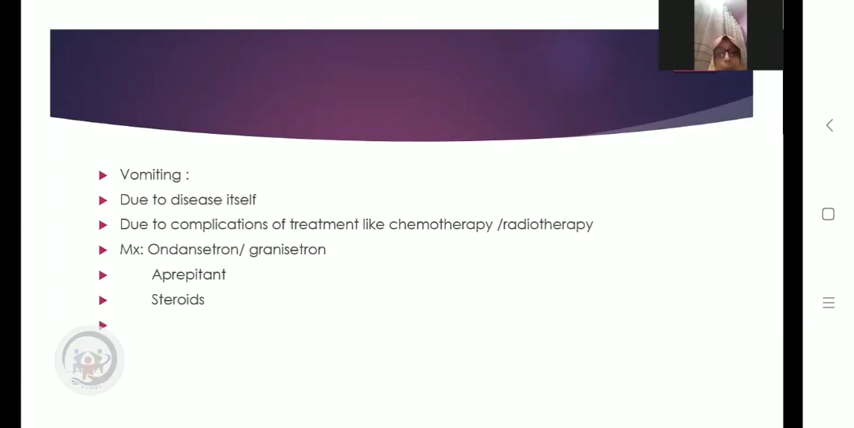 Vomiting :
Due to disease itself
Due to complications of treatment like chemotherapy /radiotherapy
Mx: Ondansetron/ granisetron
Aprepitant
Steroids